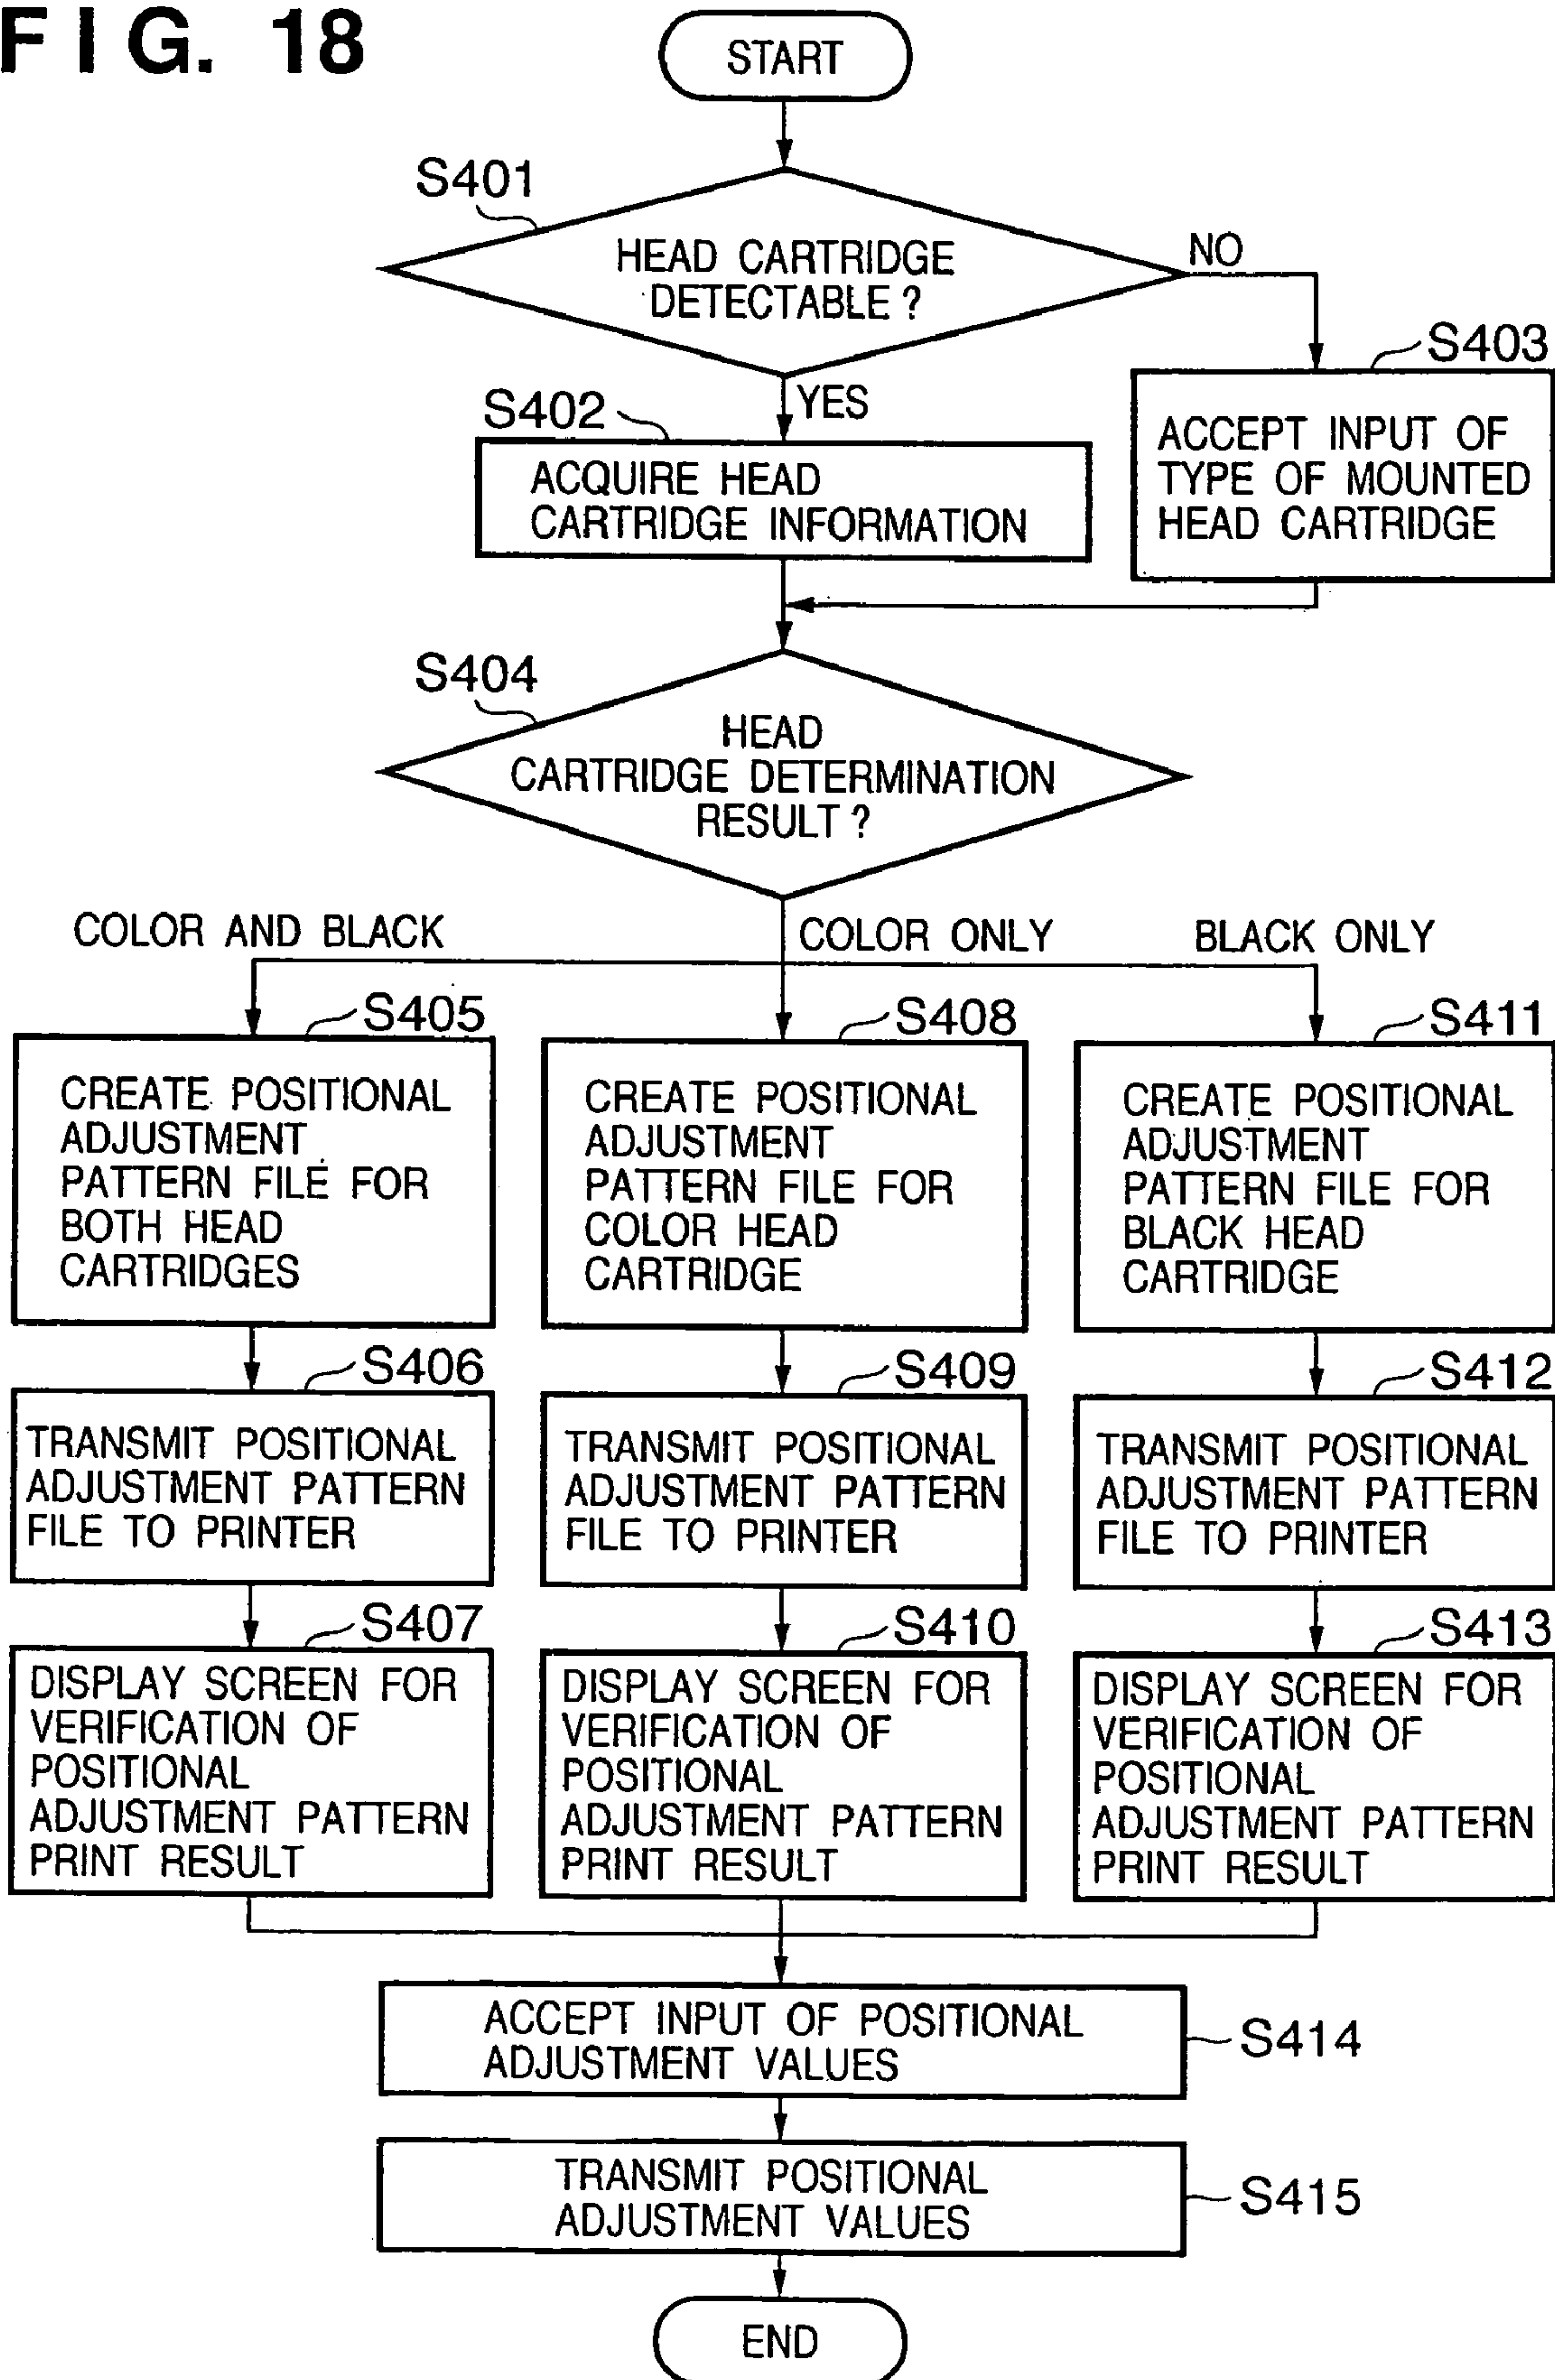 FIG. 18
START
S401
HEAD CARTRIDGE
DETECTABLE ?
NO
S403
ACCEPT INPUT OF
TYPE OF MOUNTED
HEAD CARTRIDGE
YES
S402
ACQUIRE HEAD
CARTRIDGE INFORMATION
S404
HEAD
CARTRIDGE DETERMINATION
RESULT ?
COLOR AND BLACK
COLOR ONLY
BLACK ONLY
S405
CREATE POSITIONAL
ADJUSTMENT
PATTERN FILE FOR
BOTH HEAD
CARTRIDGES
S408
CREATE POSITIONAL
ADJUSTMENT
PATTERN FILE FOR
COLOR HEAD
CARTRIDGE
S411
CREATE POSITIONAL
ADJUSTMENT
PATTERN FILE FOR
BLACK HEAD
CARTRIDGE
S406
TRANSMIT POSITIONAL
ADJUSTMENT PATTERN
FILE TO PRINTER
S409
TRANSMIT POSITIONAL
ADJUSTMENT PATTERN
FILE TO PRINTER
S412
TRANSMIT POSITIONAL
ADJUSTMENT PATTERN
FILE TO PRINTER
S407
DISPLAY SCREEN FOR
VERIFICATION OF
POSITIONAL
ADJUSTMENT PATTERN
PRINT RESULT
S410
DISPLAY SCREEN FOR
VERIFICATION OF
POSITIONAL
ADJUSTMENT PATTERN
PRINT RESULT
S413
DISPLAY SCREEN FOR
VERIFICATION OF
POSITIONAL
ADJUSTMENT PATTERN
PRINT RESULT
ACCEPT INPUT OF POSITIONAL
ADJUSTMENT VALUES
S414
TRANSMIT POSITIONAL
ADJUSTMENT VALUES
S415
END